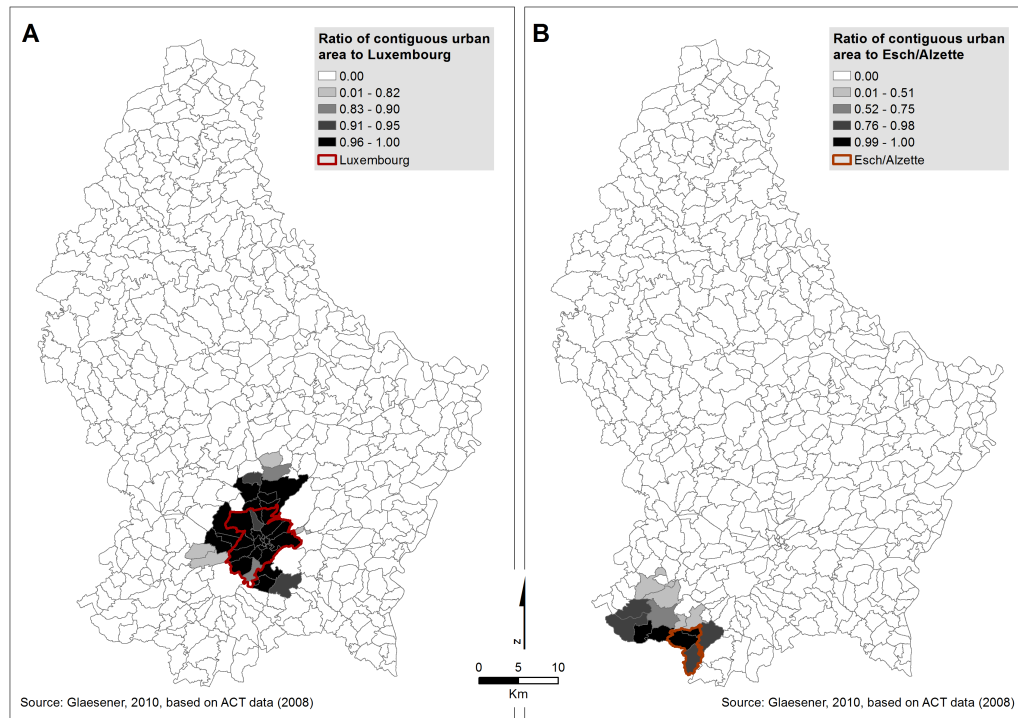 A
Ratio of contiguous urban
area to Luxembourg
0.00
0.01 - 0.82
0.83 - 0.90
0.91 - 0.95
0.96 - 1.00
Luxembourg
Source: Glaesener, 2010, based on ACT data (2008)
B
Ratio of contiguous urban
area to Esch/Alzette
0.00
0.01 - 0.51
0.52 - 0.75
0.76 - 0.98
0.99 - 1.00
Esch/Alzette
z
0 5 10
Km
Source: Glaesener, 2010, based on ACT data (2008)